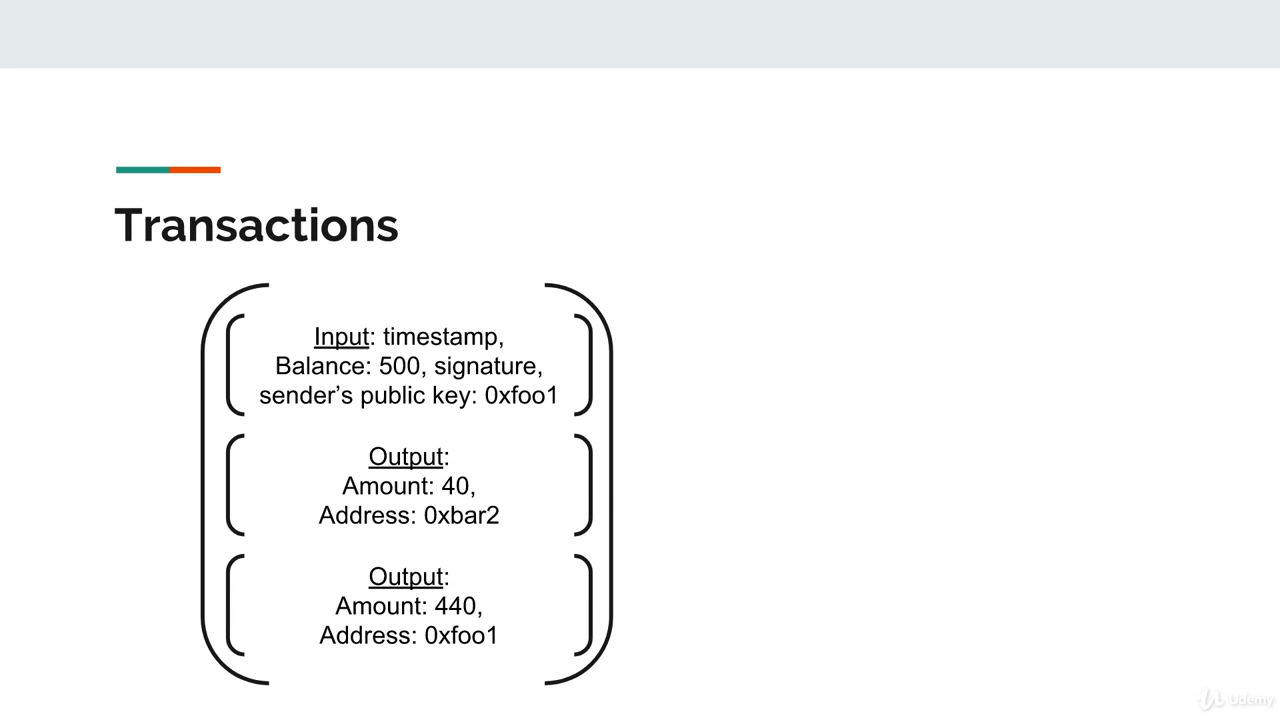 Transactions
Input: timestamp,
Balance: 500, signature,
sender’s public key: 0xfoo1
Output:
Amount: 40,
Address: 0xbar2
Output:
Amount: 440,
Address: 0xfoo1
Udemy